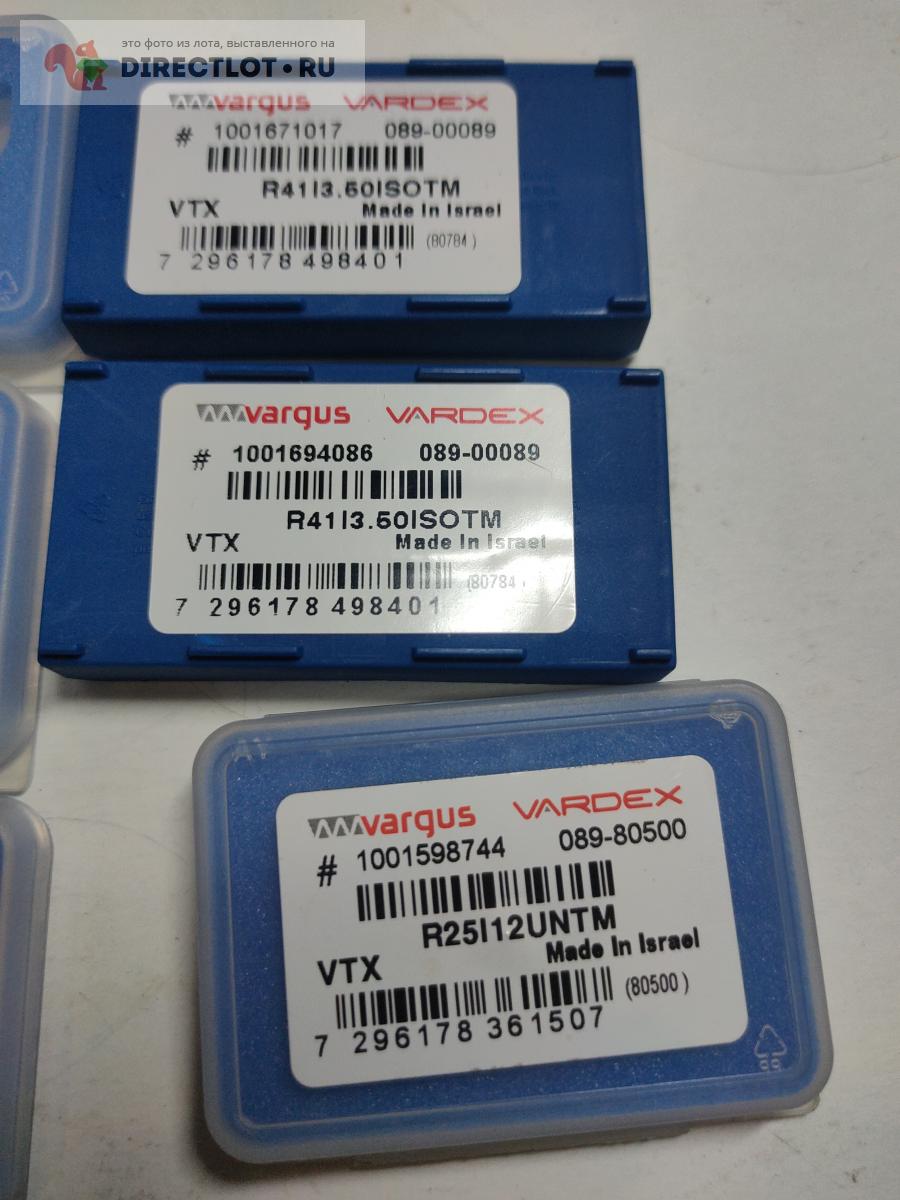 это фото из лота, выставленного на
DIRECTLOT.RU
vargus VARDEX
# 1001671017 089-00089
R41I3.50ISOTM
VTX Made In Israel
(80784)
7 296178 498401
vargus VARDEX
# 1001694086 089-00089
R41I3.50ISOTM
VTX Made In Israel
(80784)
7 296178 498401
vargus VARDEX
# 1001598744 089-80500
R25I12UNTM
VTX Made In Israel
(80500)
7 296178 361507